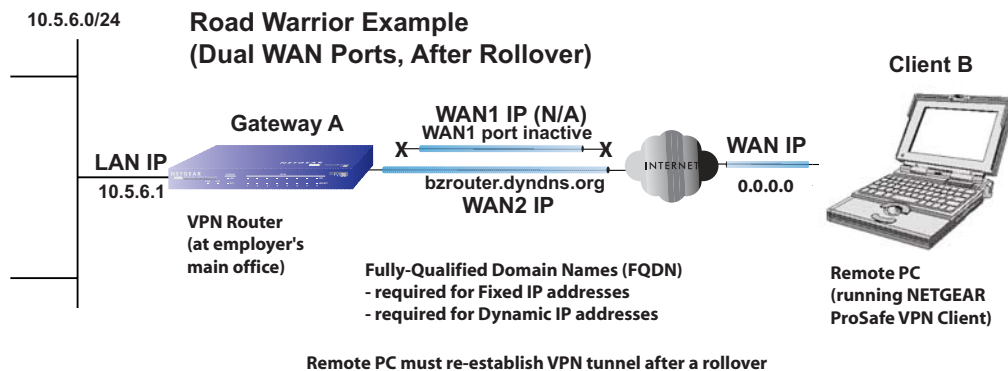 10.5.6.0/24
Road Warrior Example
(Dual WAN Ports, After Rollover)
Client B
Gateway A
WAN1 IP (N/A)
WAN1 port inactive
X
X
LAN IP
10.5.6.1
NETGEAR
bzrouter.dyndns.org
WAN2 IP
INTERNET
WAN IP
0.0.0.0
VPN Router
(at employer's
main office)
Fully-Qualified Domain Names (FQDN)
- required for Fixed IP addresses
- required for Dynamic IP addresses
Remote PC
(running NETGEAR
ProSafe VPN Client)
Remote PC must re-establish VPN tunnel after a rollover